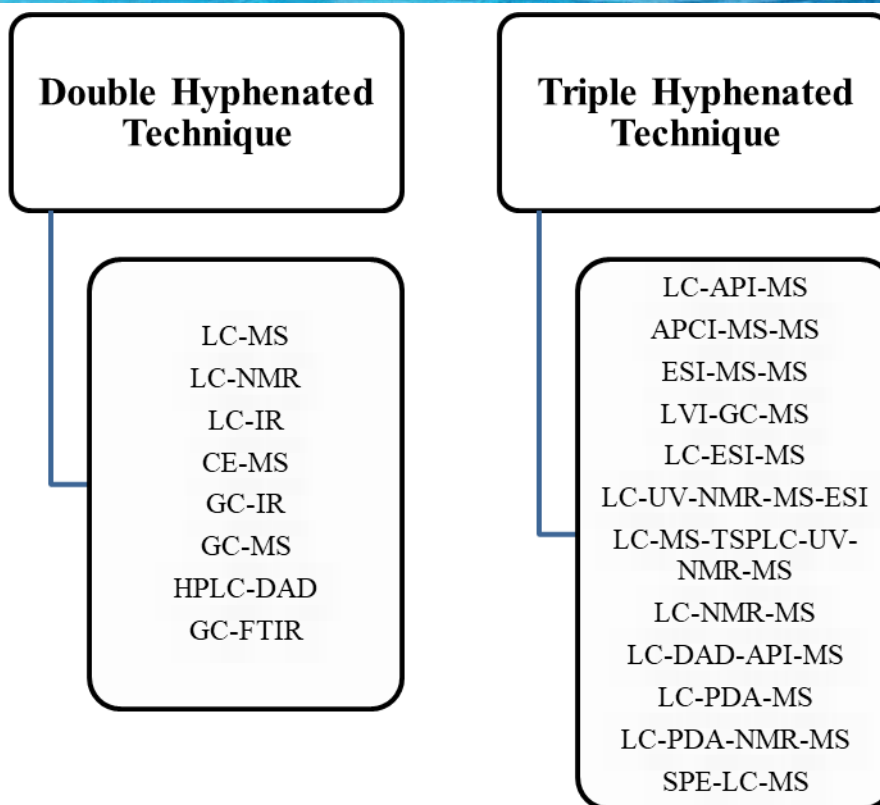 Double Hyphenated
Technique
LC-MS
LC-NMR
LC-IR
CE-MS
GC-IR
GC-MS
HPLC-DAD
GC-FTIR
Triple Hyphenated
Technique
LC-API-MS
APCI-MS-MS
ESI-MS-MS
LVI-GC-MS
LC-ESI-MS
LC-UV-NMR-MS-ESI
LC-MS-TSPLC-UV-
NMR-MS
LC-NMR-MS
LC-DAD-API-MS
LC-PDA-MS
LC-PDA-NMR-MS
SPE-LC-MS